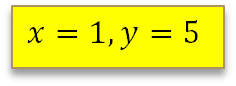 x = 1, y = 5